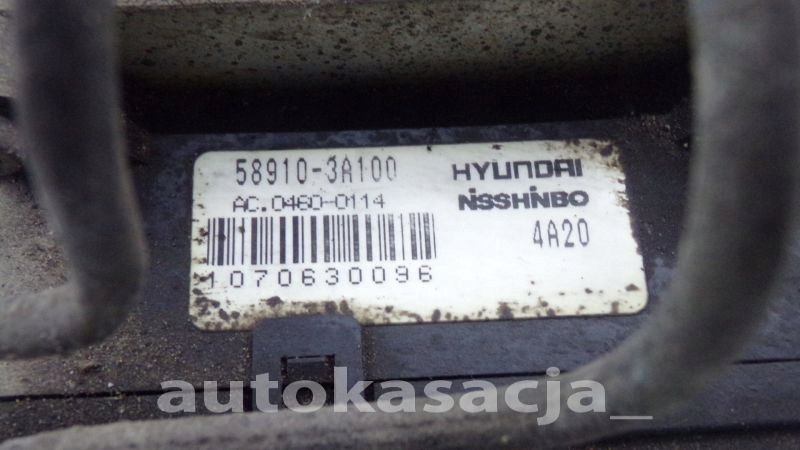 58910-3A100 HYUNDAI
AC.0460-0114 NISSHINBO
4A20
1070630096
autokasacja_